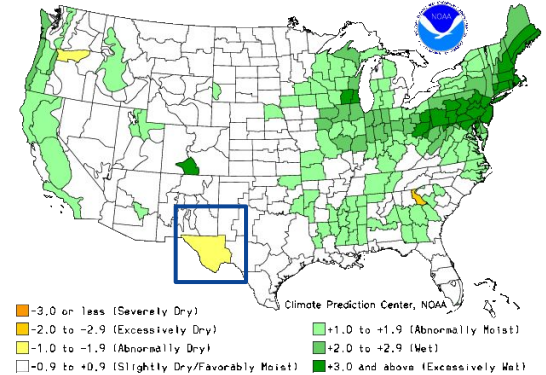 NOAA
Climate Prediction Center, NOAA
-3.0 or less (Severely Dry)
-2.0 to -2.9 (Excessively Dry)
-1.0 to -1.9 (Abnormally Dry)
-0.9 to +0.9 (Slightly Dry/Favorably Moist)
+1.0 to +1.9 (Abnormally Moist)
+2.0 to +2.9 (Wet)
+3.0 and above (Excessively Wet)